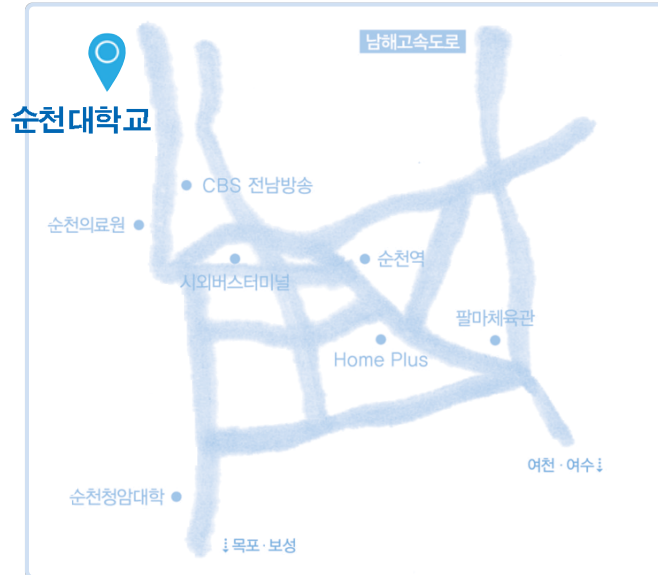 남해고속도로
순천대학교
CBS 전남방송
순천의료원
순천역
시외버스터미널
팔마체육관
Home Plus
여천 · 여수⇣
순천청암대학
⇣목포 · 보성